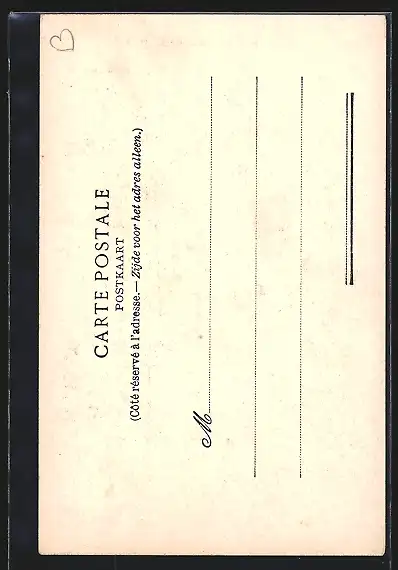 B
CARTE POSTALE
POSTKAART
(Côté réservé à l'adresse.— Zijde voor het adres alleen.)
M